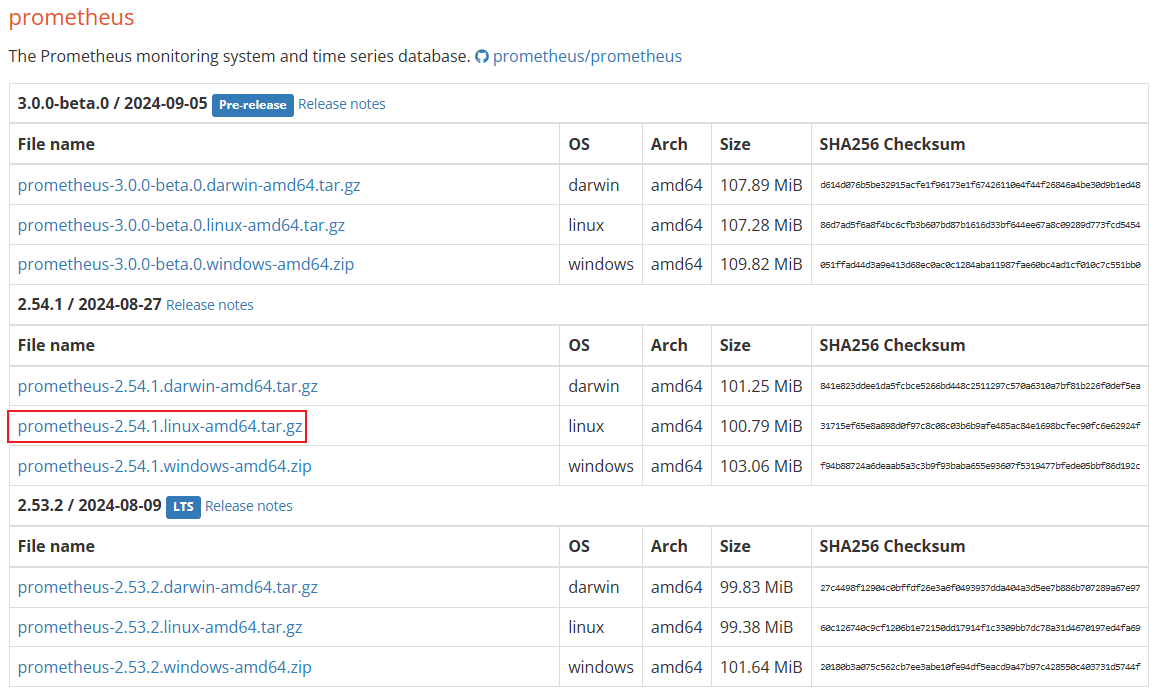 prometheus
The Prometheus monitoring system and time series database. prometheus/prometheus
3.0.0-beta.0 / 2024-09-05 Pre-release Release notes
File name OS Arch Size SHA256 Checksum
prometheus-3.0.0-beta.0.darwin-amd64.tar.gz darwin amd64 107.89 MiB d614d076b5be32915acfe1f96173e1f67426110e4f44f26846a4be30d9b1ed48
prometheus-3.0.0-beta.0.linux-amd64.tar.gz linux amd64 107.28 MiB 86d7ad5f6a8f4bc6cfb3b607bd87b1616d33bf644ee67a8c09289d773fcd5454
prometheus-3.0.0-beta.0.windows-amd64.zip windows amd64 109.82 MiB 051ffad44d3a9e413d68ec0ac0c1284aba11987fae60bc4ad1cf010c7c551bb0
2.54.1 / 2024-08-27 Release notes
File name OS Arch Size SHA256 Checksum
prometheus-2.54.1.darwin-amd64.tar.gz darwin amd64 101.25 MiB 841e823ddee1da5fcbce5266bd448c2511297c570a6310a7bf81b226f0def5ea
prometheus-2.54.1.linux-amd64.tar.gz linux amd64 100.79 MiB 31715ef65e8a898d0f97c8c08c03b6b9afe485ac84e1698bcfec90fc6e62924f
prometheus-2.54.1.windows-amd64.zip windows amd64 103.06 MiB f94b88724a6deaab5a3c3b9f93baba655e93607f5319477bfede05bbf86d192c
2.53.2 / 2024-08-09 LTS Release notes
File name OS Arch Size SHA256 Checksum
prometheus-2.53.2.darwin-amd64.tar.gz darwin amd64 99.83 MiB 27c4498f12904c0bffdf26e3a6f0493937dda404a3d5ee7b886b707289a67e97
prometheus-2.53.2.linux-amd64.tar.gz linux amd64 99.38 MiB 60c126740c9cf1206b1e72150dd17914f1c3309bb7dc78a31d4670197ed4fa69
prometheus-2.53.2.windows-amd64.zip windows amd64 101.64 MiB 20180b3a075c562cb7ee3abe10fe94df5eacd9a47b97c428550c403731d5744f